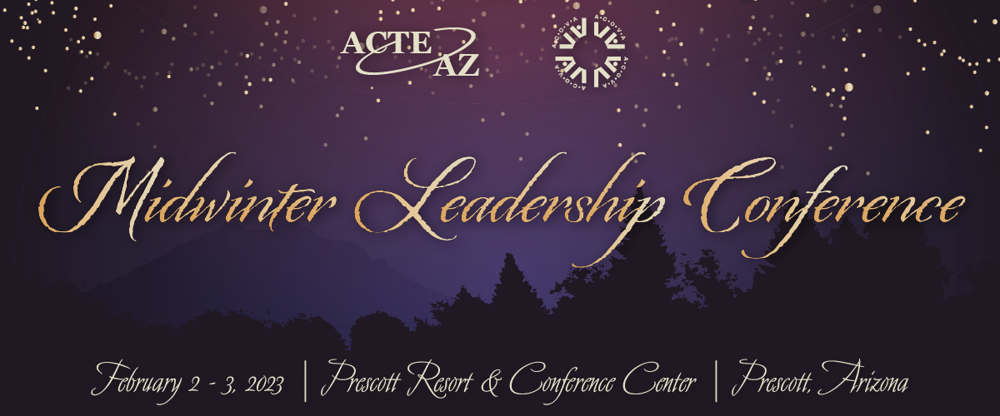 ACTE
AZ
A·C·O·V·A A·C·O·V·A A·C·O·V·A A·C·O·V·A
Midwinter Leadership Conference
February 2 - 3, 2023 | Prescott Resort & Conference Center | Prescott, Arizona